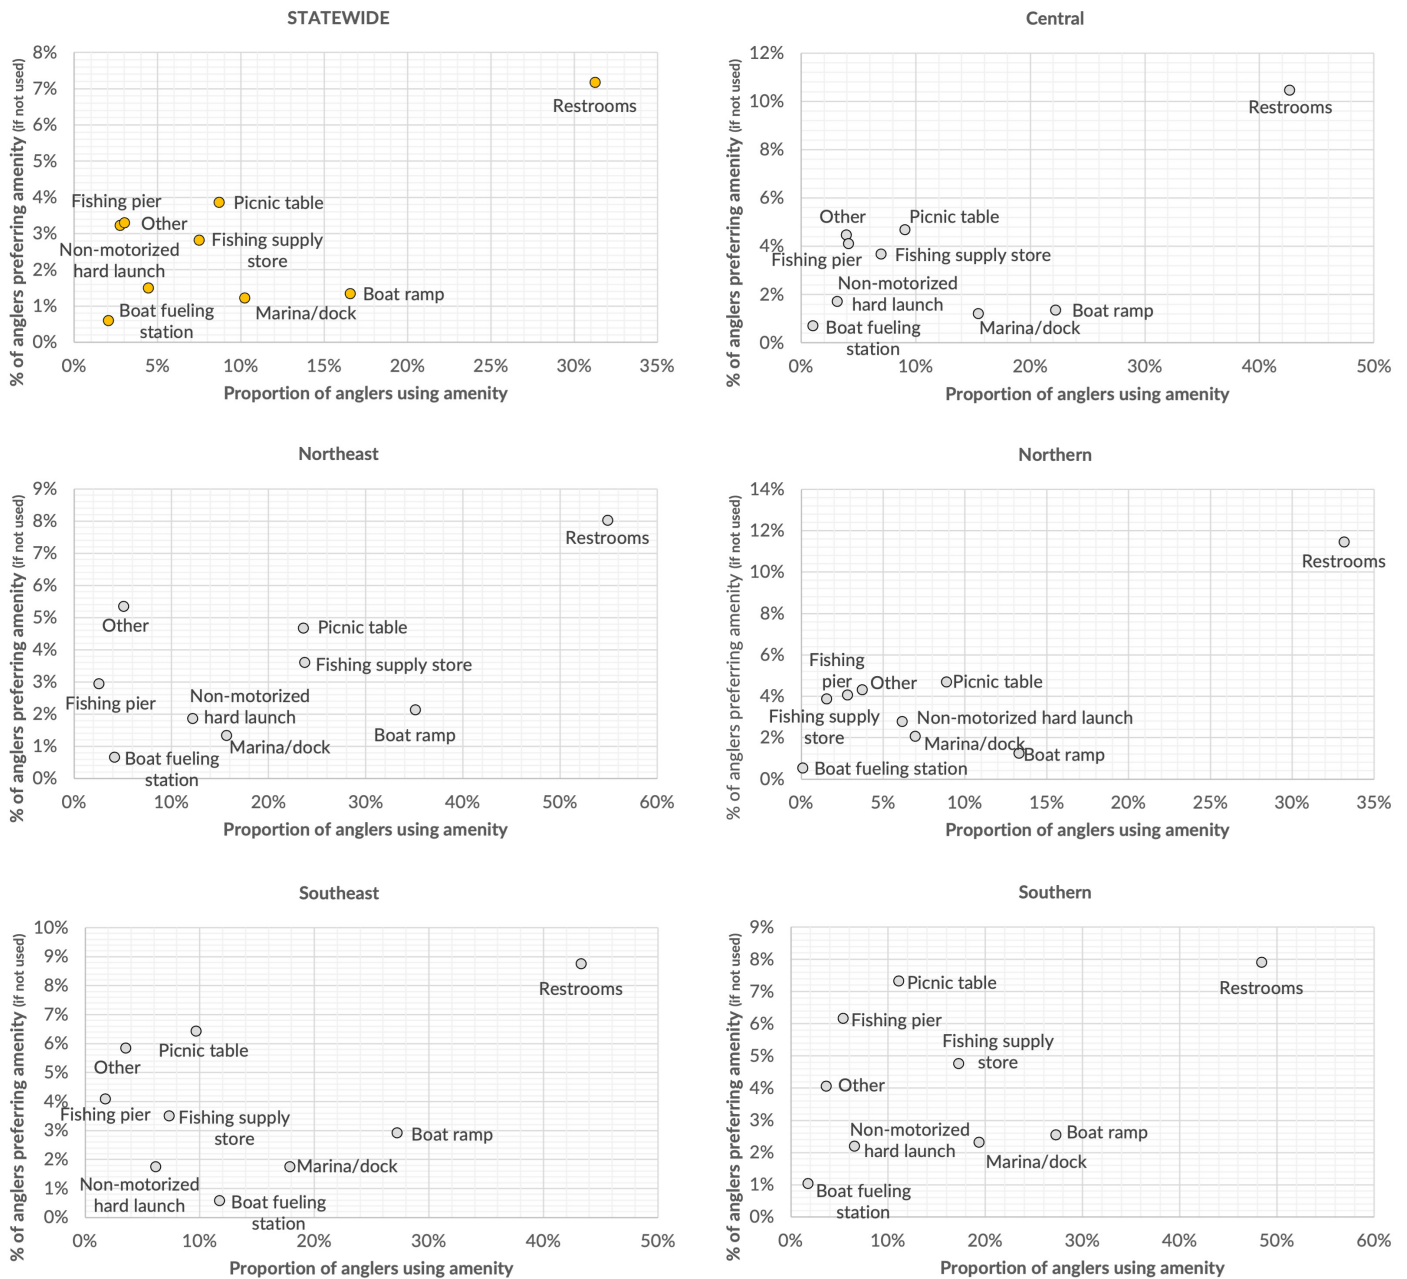 STATEWIDE
% of anglers preferring amenity (if not used)
8%
7%
6%
5%
4%
3%
2%
1%
0%
Restrooms
Fishing pier
Picnic table
Other
Fishing supply
store
Non-motorized
hard launch
Boat ramp
Boat fueling
station
Marina/dock
0%
5%
10%
15%
20%
25%
30%
35%
Proportion of anglers using amenity
Central
% of anglers preferring amenity (if not used)
12%
10%
8%
6%
4%
2%
0%
Restrooms
Other
Picnic table
Fishing pier
Fishing supply store
Non-motorized
hard launch
Boat ramp
Boat fueling
station
Marina/dock
0%
10%
20%
30%
40%
50%
Proportion of anglers using amenity
Northeast
% of anglers preferring amenity (if not used)
9%
8%
7%
6%
5%
4%
3%
2%
1%
0%
Restrooms
Other
Picnic table
Fishing supply store
Fishing pier
Non-motorized
hard launch
Boat ramp
Marina/dock
Boat fueling
station
0%
10%
20%
30%
40%
50%
60%
Proportion of anglers using amenity
Northern
% of anglers preferring amenity (if not used)
14%
12%
10%
8%
6%
4%
2%
0%
Restrooms
Fishing
pier
Other
Picnic table
Fishing supply
store
Non-motorized hard launch
Marina/dock
Boat ramp
Boat fueling station
0%
5%
10%
15%
20%
25%
30%
35%
Proportion of anglers using amenity
Southeast
% of anglers preferring amenity (if not used)
10%
9%
8%
7%
6%
5%
4%
3%
2%
1%
0%
Restrooms
Picnic table
Other
Fishing pier
Fishing supply
store
Boat ramp
Marina/dock
Non-motorized
hard launch
Boat fueling
station
0%
10%
20%
30%
40%
50%
Proportion of anglers using amenity
Southern
% of anglers preferring amenity (if not used)
9%
8%
7%
6%
5%
4%
3%
2%
1%
0%
Restrooms
Picnic table
Fishing pier
Fishing supply
store
Other
Non-motorized
hard launch
Boat ramp
Marina/dock
Boat fueling
station
0%
10%
20%
30%
40%
50%
60%
Proportion of anglers using amenity